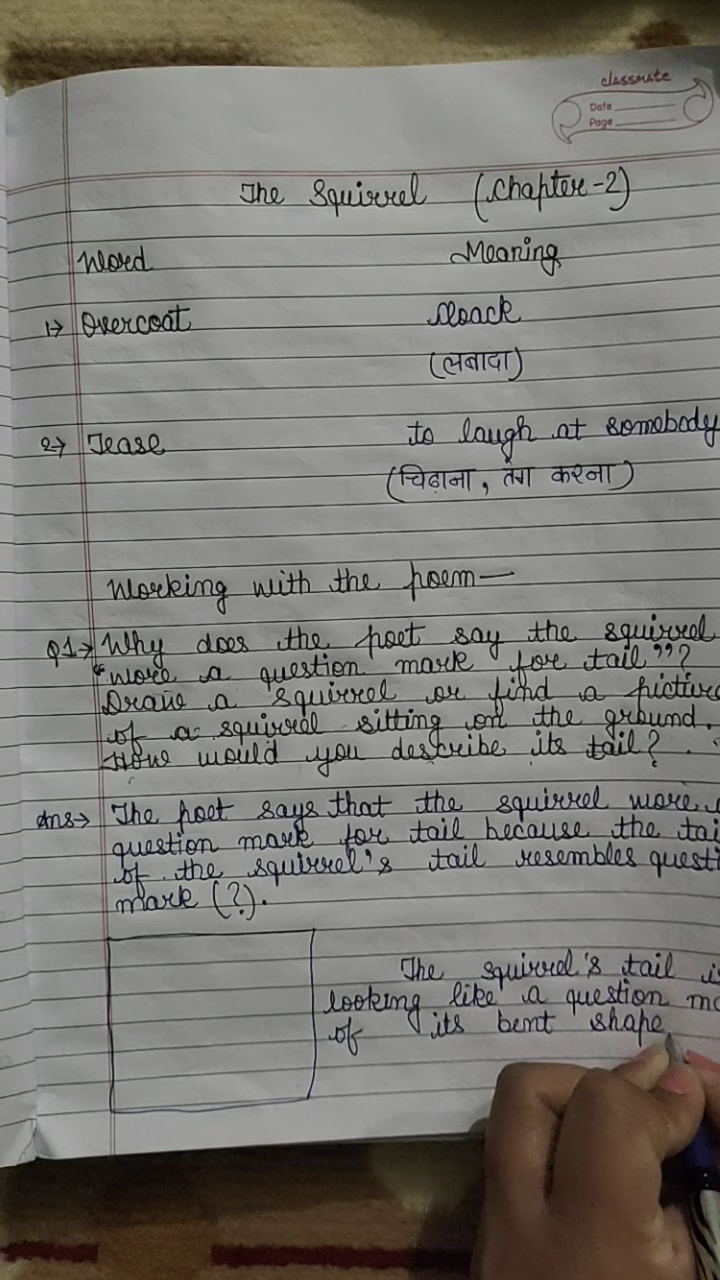 classmate
Date
Page
The Squirrel (Chapter-2)
Word Meaning
1→ Overcoat cloack
(लबादा)
2→ Tease to laugh at somebody
(चिढ़ाना, तंग करना)
Working with the poem—
Q1→ Why does the poet say the squirrel
"wore a question mark for tail"?
Draw a squirrel or find a picture
of a squirrel sitting on the ground.
How would you describe its tail?
Ans→ The poet says that the squirrel wore
question mark for tail because the
of the squirrel's tail resembles
mark (?).
The squirrel's tail is
looking like a question
of its bent shape